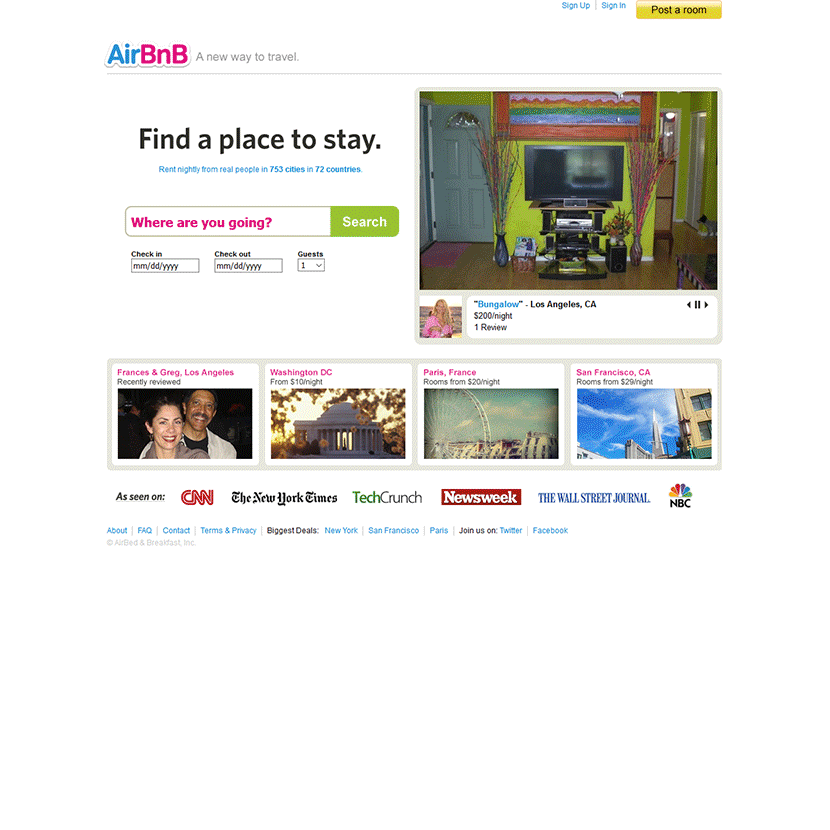 Sign Up | Sign In
Post a room
AirBnB
A new way to travel.
Find a place to stay.
Rent nightly from real people in 753 cities in 72 countries.
Where are you going?
Search
Check in
Check out
Guests
mm/dd/yyyy
mm/dd/yyyy
1
"Bungalow" - Los Angeles, CA
$200/night
1 Review
Frances & Greg, Los Angeles
Recently reviewed
Washington DC
From $10/night
Paris, France
Rooms from $20/night
San Francisco, CA
Rooms from $29/night
As seen on:
CNN
The New York Times
TechCrunch
Newsweek
THE WALL STREET JOURNAL.
NBC
About | FAQ | Contact | Terms & Privacy | Biggest Deals: New York | San Francisco | Paris | Join us on: Twitter | Facebook
© AirBed & Breakfast, Inc.